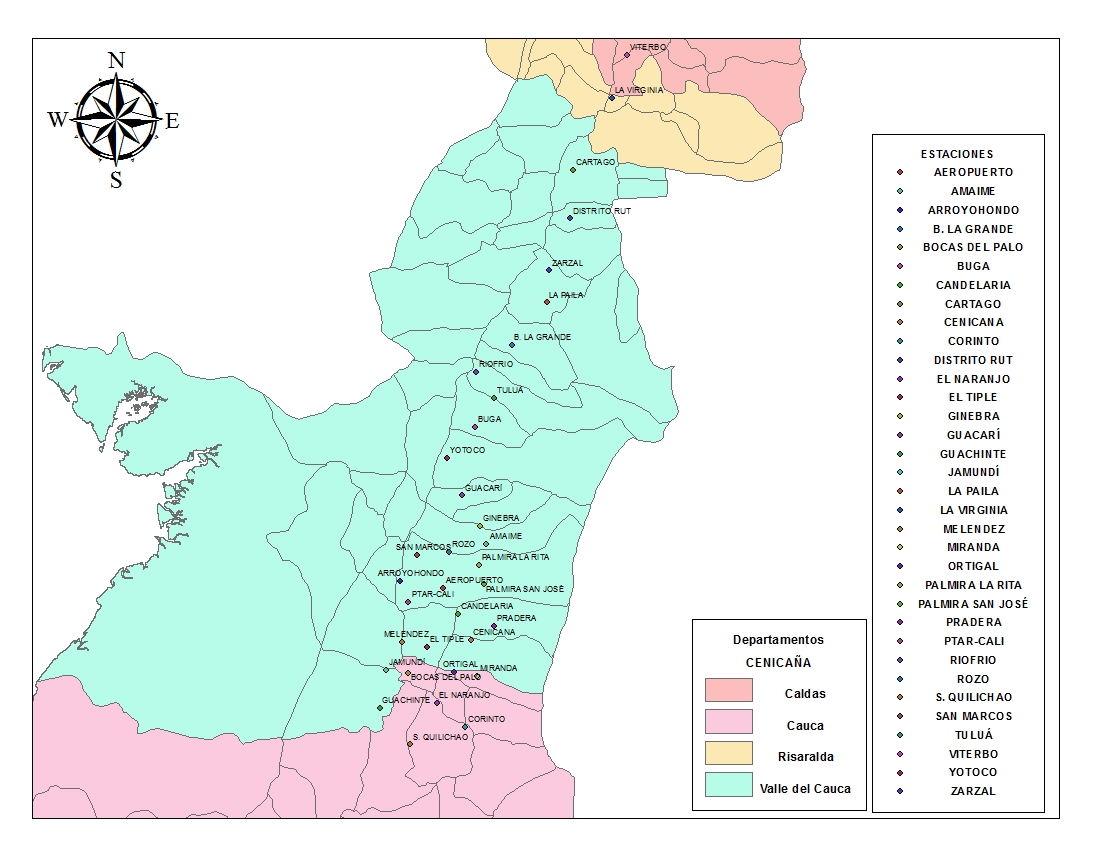 N
W
E
S
VITERBO
LA VIRGINIA
CARTAGO
DISTRITO RUT
ZARZAL
LA PAILA
B. LA GRANDE
RIOFRIO
TULUÁ
BUGA
YOTOCO
GUACARÍ
GINEBRA
AMAIME
SAN MARCOS
ROZO
PALMIRA LA RITA
ARROYOHONDO
AEROPUERTO
PALMIRA SAN JOSÉ
PTAR-CALI
CANDELARIA
PRADERA
MELENDEZ
EL TIPLE
CENICANA
JAMUNDÍ
ORTIGAL
MIRANDA
BOCAS DEL PALO
GUACHINTE
EL NARANJO
CORINTO
S. QUILICHAO
ESTACIONES
AEROPUERTO
AMAIME
ARROYOHONDO
B. LA GRANDE
BOCAS DEL PALO
BUGA
CANDELARIA
CARTAGO
CENICANA
CORINTO
DISTRITO RUT
EL NARANJO
EL TIPLE
GINEBRA
GUACARÍ
GUACHINTE
JAMUNDÍ
LA PAILA
LA VIRGINIA
MELENDEZ
MIRANDA
ORTIGAL
PALMIRA LA RITA
PALMIRA SAN JOSÉ
PRADERA
PTAR-CALI
RIOFRIO
ROZO
S. QUILICHAO
SAN MARCOS
TULUÁ
VITERBO
YOTOCO
ZARZAL
Departamentos
CENICAÑA
Caldas
Cauca
Risaralda
Valle del Cauca